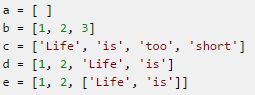 a = [ ]
b = [1, 2, 3]
c = ['Life', 'is', 'too', 'short']
d = [1, 2, 'Life', 'is']
e = [1, 2, ['Life', 'is']]